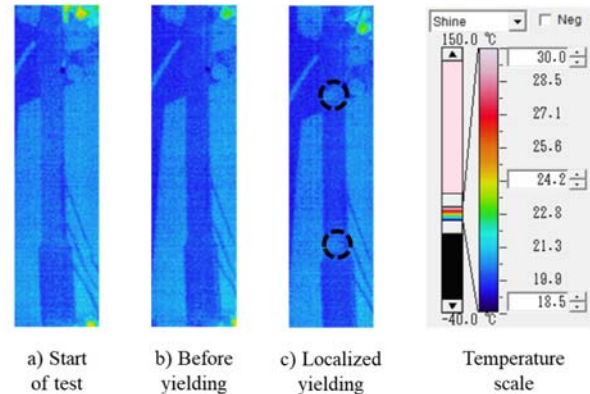 Shine
Neg
150.0 ℃
30.0
28.5
27.1
25.6
24.2
22.8
21.3
19.9
18.5
-40.0 ℃
a) Start
of test
b) Before
yielding
c) Localized
yielding
Temperature
scale